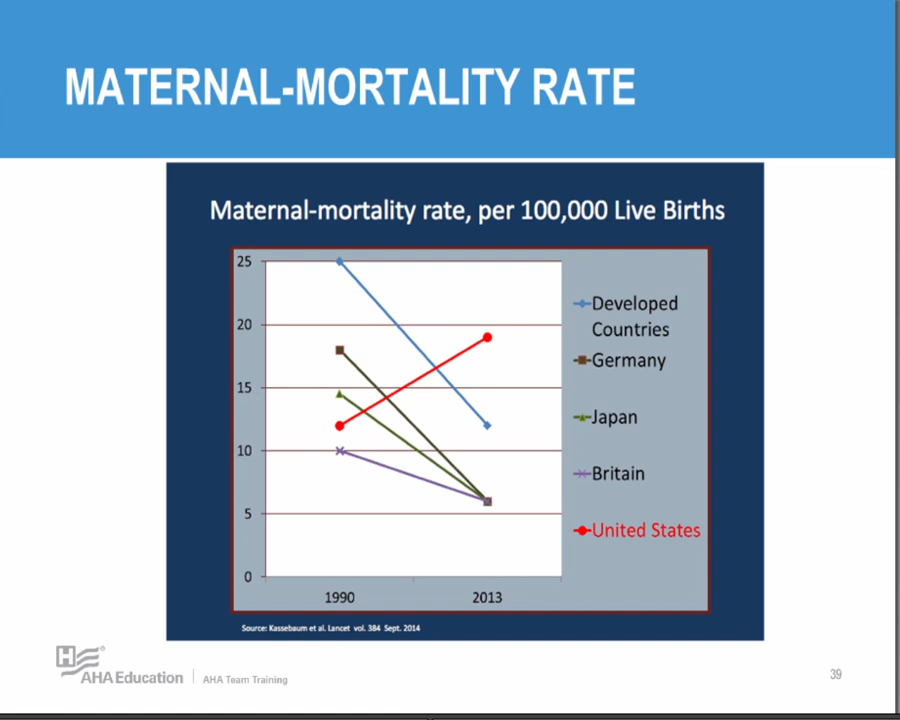 MATERNAL-MORTALITY RATE
Maternal-mortality rate, per 100,000 Live Births
25
20
15
10
5
0
1990
2013
Developed
Countries
Germany
Japan
Britain
United States
Source: Kassebaum et al. Lancet vol. 384 Sept. 2014
H
AHA Education | AHA Team Training
39